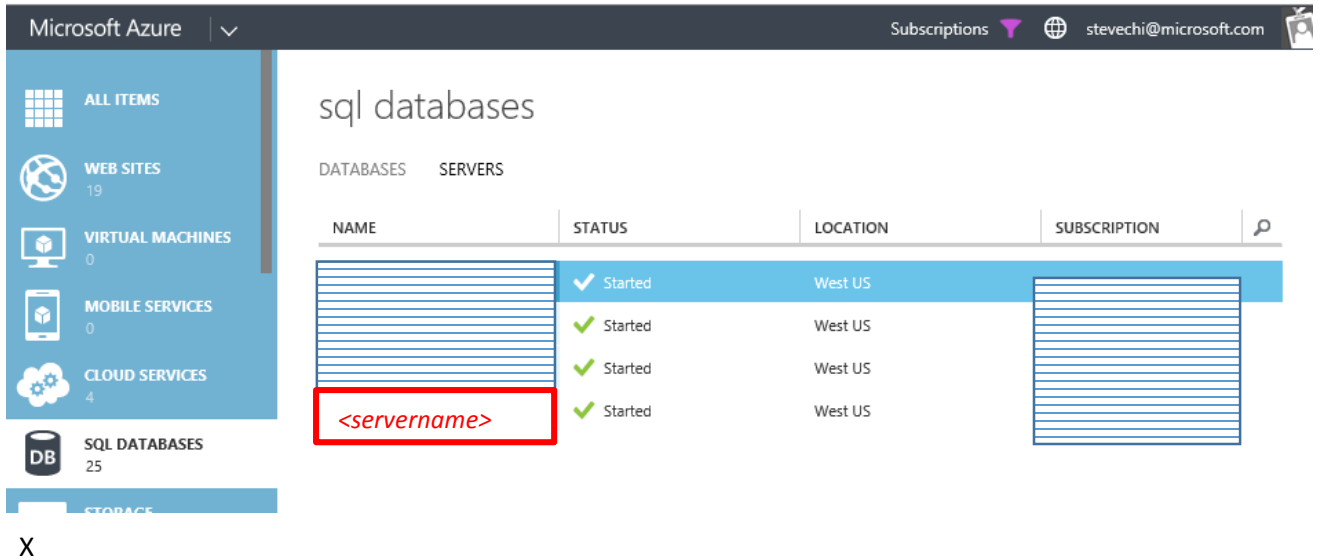 Microsoft Azure
Subscriptions stevechi@microsoft.com
ALL ITEMS
WEB SITES
19
VIRTUAL MACHINES
0
MOBILE SERVICES
0
CLOUD SERVICES
4
DB
SQL DATABASES
25
STORAGE
sql databases
DATABASES SERVERS
NAME STATUS LOCATION SUBSCRIPTION
Started West US
Started West US
Started West US
<servername> Started West US
X